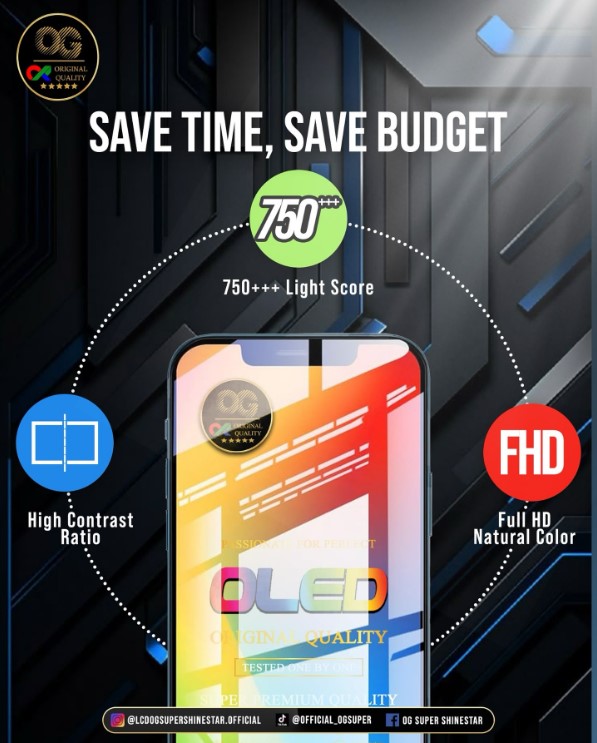 OG
ORIGINAL
QUALITY
SAVE TIME, SAVE BUDGET
750+++
750+++ Light Score
OG
ORIGINAL
QUALITY
High Contrast
Ratio
FHD
Full HD
Natural Color
PASSIONATE FOR PERFECT
OLED
ORIGINAL QUALITY
TESTED ONE BY ONE
SUPER PREMIUM QUALITY
@LCDOGSUPERSHINESTAR.OFFICIAL
@OFFICIAL_OGSUPER
OG SUPER SHINESTAR